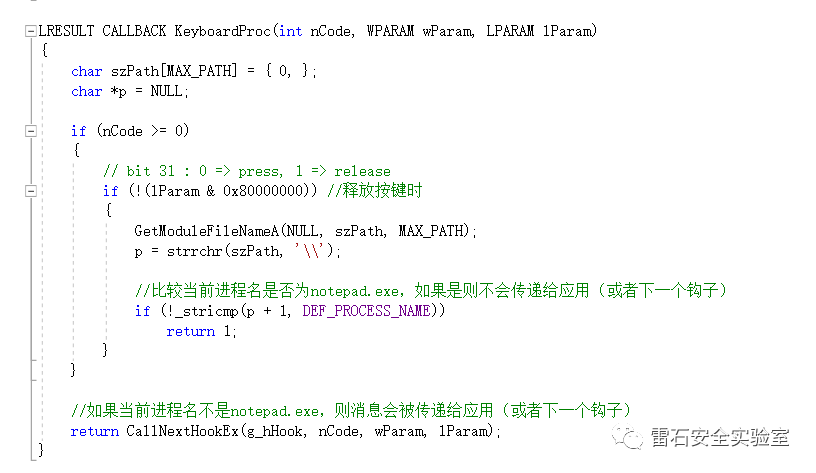 LRESULT CALLBACK KeyboardProc(int nCode, WPARAM wParam, LPARAM lParam)
{
    char szPath[MAX_PATH] = { 0, };
    char *p = NULL;

    if (nCode >= 0)
    {
        // bit 31 : 0 => press, 1 => release
        if (!(lParam & 0x80000000)) //释放按键时
        {
            GetModuleFileNameA(NULL, szPath, MAX_PATH);
            p = strrchr(szPath, '\\');

            //比较当前进程名是否为notepad.exe，如果是则不会传递给应用（或者下一个钩子）
            if (!_stricmp(p + 1, DEF_PROCESS_NAME))
                return 1;
        }
    }

    //如果当前进程名不是notepad.exe，则消息会被传递给应用（或者下一个钩子）
    return CallNextHookEx(g_hHook, nCode, wParam, lParam);
}
雷石安全实验室